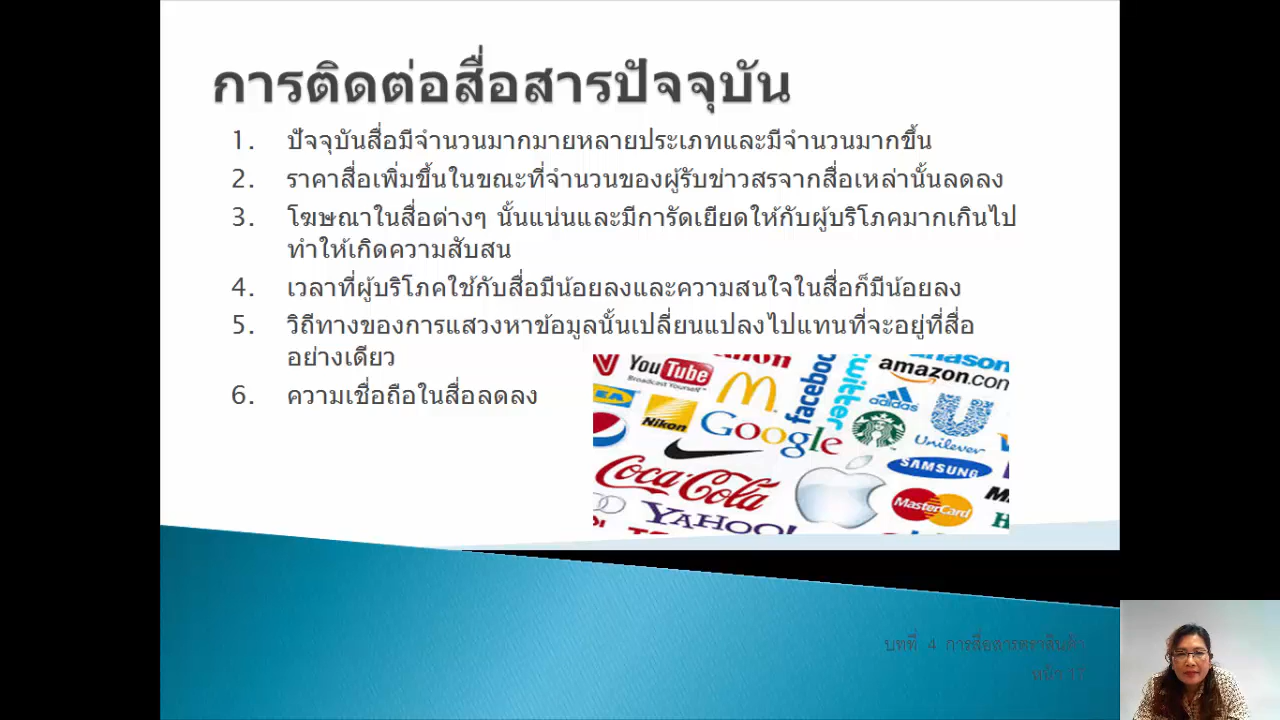 การติดต่อสื่อสารปัจจุบัน
1. ปัจจุบันสื่อมีจำนวนมากมายหลายประเภทและมีจำนวนมากขึ้น
2. ราคาสื่อเพิ่มขึ้นในขณะที่จำนวนของผู้รับข่าวสรจากสื่อเหล่านั้นลดลง
3. โฆษณาในสื่อต่างๆ นั้นแน่นและมีการัดเยียดให้กับผู้บริโภคมากเกินไป
ทำให้เกิดความสับสน
4. เวลาที่ผู้บริโภคใช้กับสื่อมีน้อยลงและความสนใจในสื่อก็มีน้อยลง
5. วิถีทางของการแสวงหาข้อมูลนั้นเปลี่ยนแปลงไปแทนที่จะอยู่ที่สื่อ
อย่างเดียว
6. ความเชื่อถือในสื่อลดลง
YouTube
Broadcast Yourself™
facebook
twitter
amazon.com
adidas
Nikon
Google
Unilever
SAMSUNG
Coca-Cola
MasterCard
YAHOO!
บทที่ 4 การสื่อสารตราสินค้า
หน้า 17